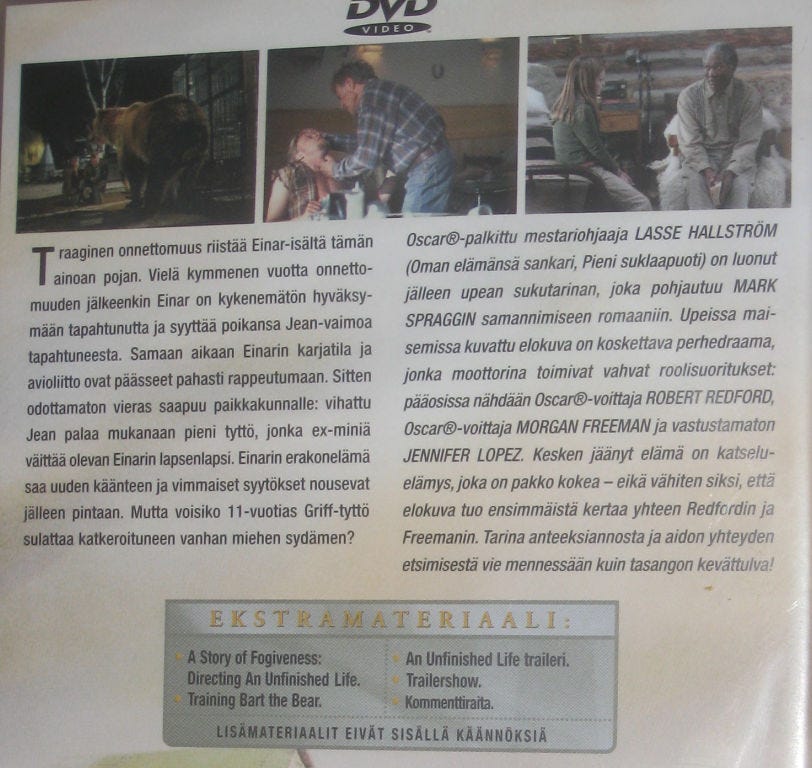 DVD
VIDEO
Traaginen onnettomuus riistää Einar-isältä tämän
ainoan pojan. Vielä kymmenen vuotta onnetto-
muuden jälkeenkin Einar on kykenemätön hyväksy-
mään tapahtunutta ja syyttää poikansa Jean-vaimoa
tapahtuneesta. Samaan aikaan Einarin karjatila ja
avioliitto ovat päässeet pahasti rappeutumaan. Sitten
odottamaton vieras saapuu paikkakunnalle: vihattu
Jean palaa mukanaan pieni tyttö, jonka ex-miniä
väittää olevan Einarin lapsenlapsi. Einarin erakonelämä
saa uuden käänteen ja vimmaiset syytökset nousevat
jälleen pintaan. Mutta voisiko 11-vuotias Griff-tyttö
sulattaa katkeroituneen vanhan miehen sydämen?
Oscar®-palkittu mestariohjaaja LASSE HALLSTRÖM
(Oman elämänsä sankari, Pieni suklaapuoti) on luonut
jälleen upean sukutarinan, joka pohjautuu MARK
SPRAGGIN samannimiseen romaaniin. Upeissa mai-
semissa kuvattu elokuva on koskettava perhedraama,
jonka moottorina toimivat vahvat roolisuoritukset:
pääosissa nähdään Oscar®-voittaja ROBERT REDFORD,
Oscar®-voittaja MORGAN FREEMAN ja vastustamaton
JENNIFER LOPEZ. Kesken jäänyt elämä on katselu-
elämys, joka on pakko kokea – eikä vähiten siksi, että
elokuva tuo ensimmäistä kertaa yhteen Redfordin ja
Freemanin. Tarina anteeksiannosta ja aidon yhteyden
etsimisestä vie mennessään kuin tasangon kevättulva!
EKSTRAMATERIAALI:
• A Story of Fogiveness:
Directing An Unfinished Life.
• Training Bart the Bear.
• An Unfinished Life traileri.
• Trailershow.
• Kommenttiraita.
LISÄMATERIAALIT EIVÄT SISÄLLÄ KÄÄNNÖKSIÄ